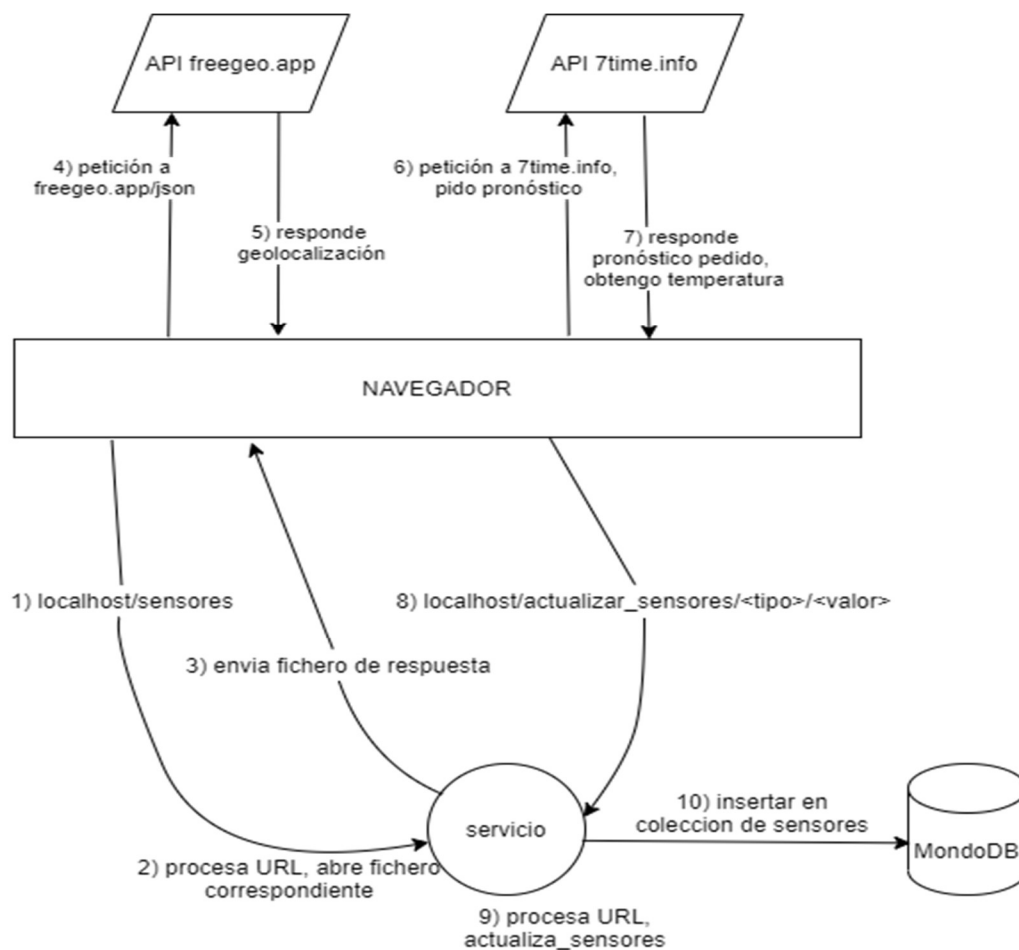 API freegeo.app
API 7time.info
4) petición a
freegeo.app/json
5) responde
geolocalización
6) petición a 7time.info,
pido pronóstico
7) responde
pronóstico pedido,
obtengo temperatura
NAVEGADOR
1) localhost/sensores
8) localhost/actualizar_sensores/<tipo>/<valor>
3) envia fichero de respuesta
2) procesa URL, abre fichero
correspondiente
servicio
10) insertar en
coleccion de sensores
MondoDB
9) procesa URL,
actualiza_sensores